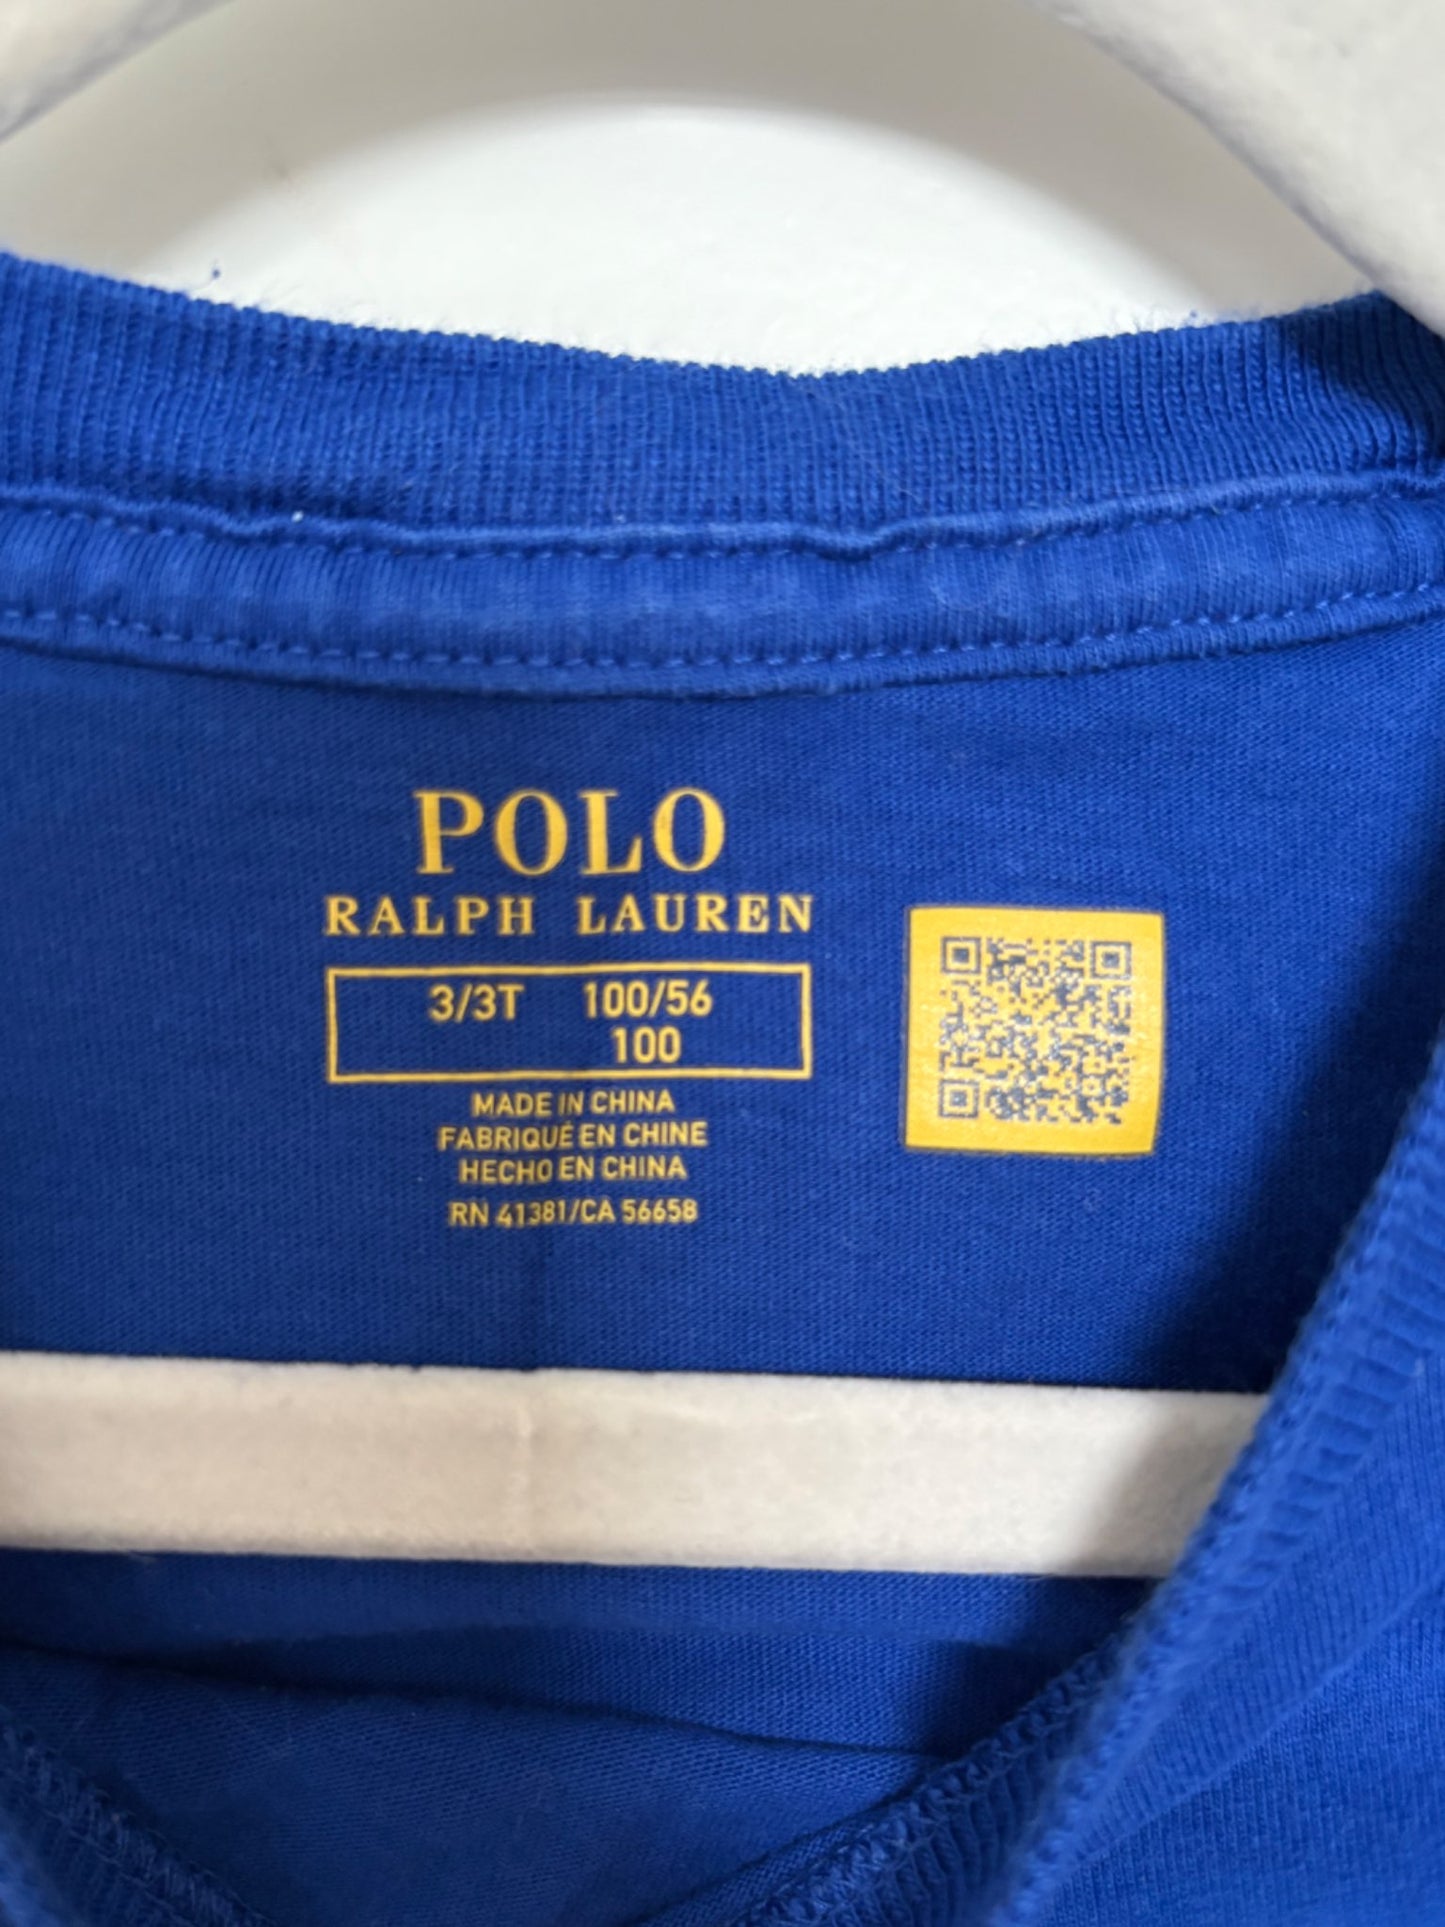 POLO
RALPH LAUREN
3/3T 100/56
100
MADE IN CHINA
FABRIQUÉ EN CHINE
HECHO EN CHINA
RN 41381/CA 56658